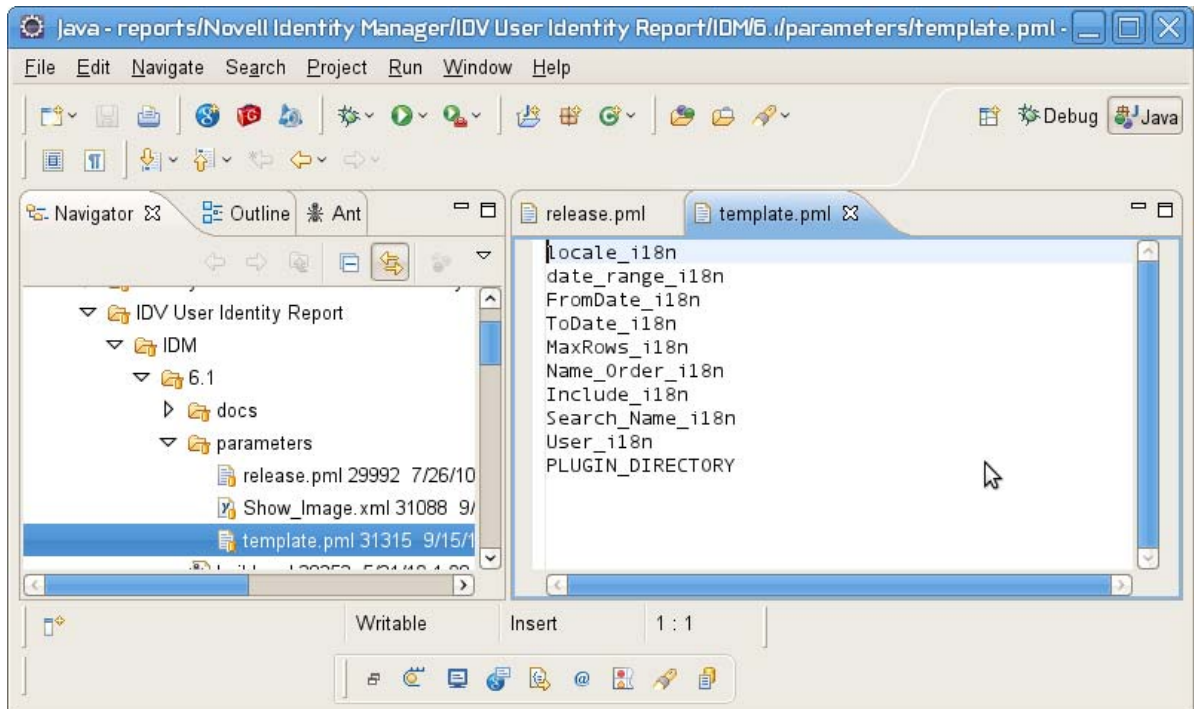 Java - reports/Novell Identity Manager/IDV User Identity Report/IDM/6.1/parameters/template.pml -
File Edit Navigate Search Project Run Window Help
Debug Java
Navigator Outline Ant
release.pml template.pml
IDV User Identity Report
IDM
6.1
docs
parameters
release.pml 29992 7/26/10
Show_Image.xml 31088 9/
template.pml 31315 9/15/1
locale_i18n
date_range_i18n
FromDate_i18n
ToDate_i18n
MaxRows_i18n
Name_Order_i18n
Include_i18n
Search_Name_i18n
User_i18n
PLUGIN_DIRECTORY
Writable Insert 1 : 1